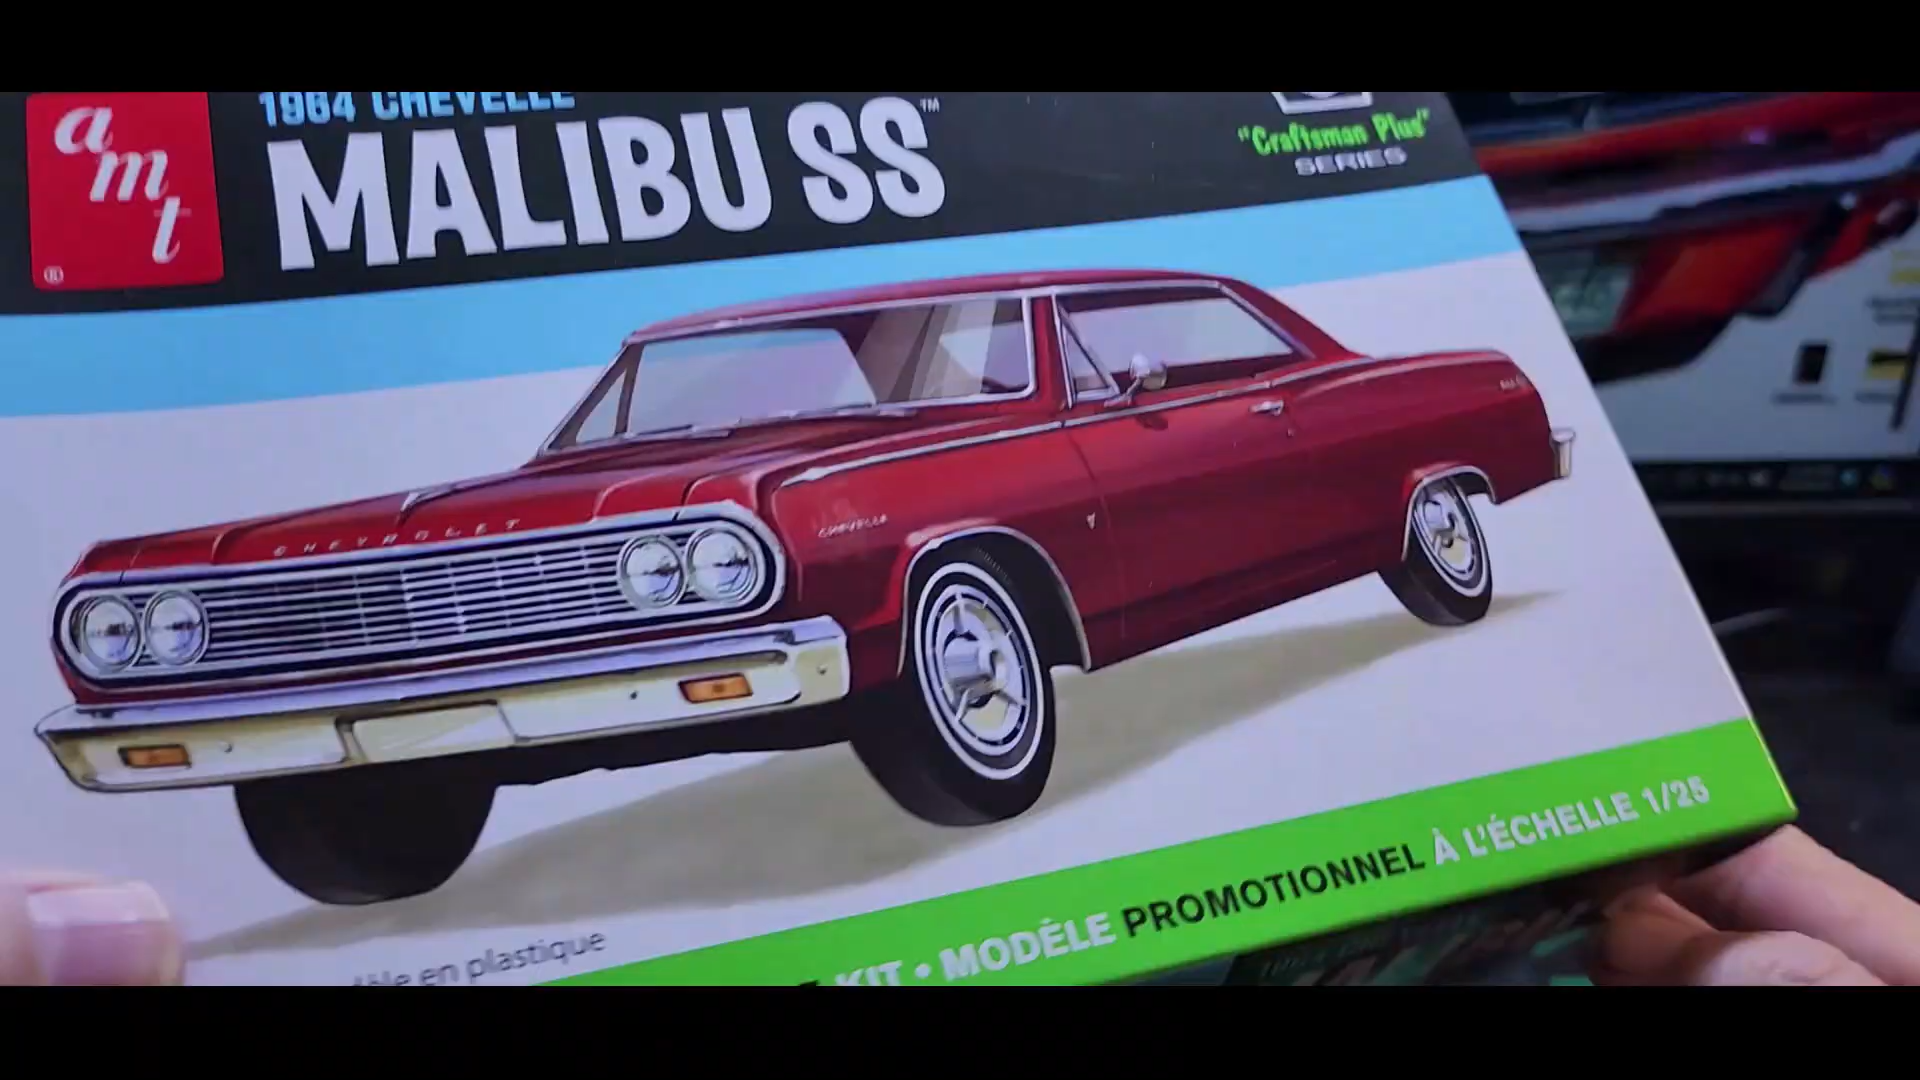 amt
®
1964 CHEVELLE
MALIBU SS™
"Craftsman Plus"
SERIES
CHEVROLET
CHEVELLE
en plastique
KIT • MODÈLE PROMOTIONNEL À L'ÉCHELLE 1/25